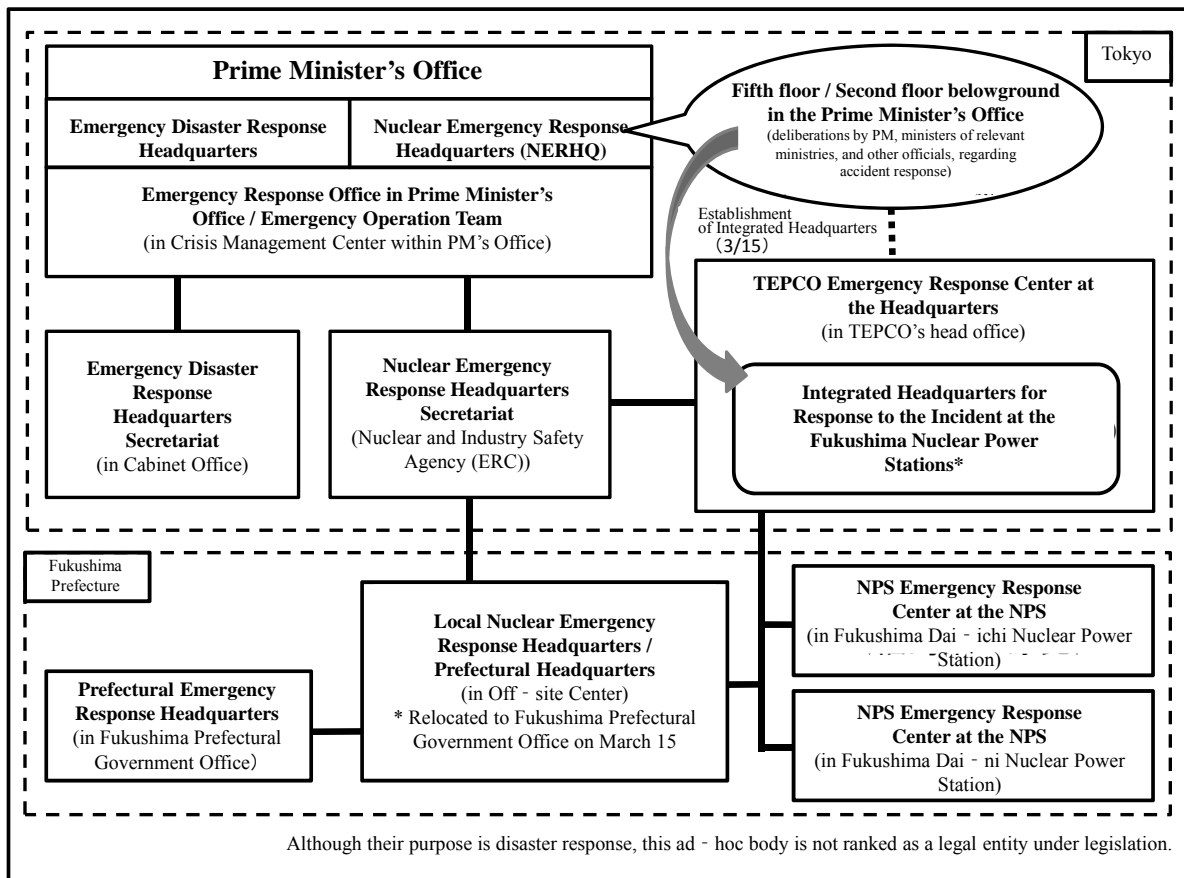 Tokyo
Prime Minister’s Office
Emergency Disaster Response
Headquarters
Nuclear Emergency Response
Headquarters (NERHQ)
Fifth floor / Second floor belowground
in the Prime Minister’s Office
(deliberations by PM, ministers of relevant
ministries, and other officials, regarding
accident response)
Emergency Response Office in Prime Minister’s
Office / Emergency Operation Team
(in Crisis Management Center within PM’s Office)
Establishment
of Integrated Headquarters
(3/15)
TEPCO Emergency Response Center at
the Headquarters
(in TEPCO’s head office)
Emergency Disaster
Response
Headquarters
Secretariat
(in Cabinet Office)
Nuclear Emergency
Response Headquarters
Secretariat
(Nuclear and Industry Safety
Agency (ERC))
Integrated Headquarters for
Response to the Incident at the
Fukushima Nuclear Power
Stations*
Fukushima
Prefecture
Local Nuclear Emergency
Response Headquarters /
Prefectural Headquarters
(in Off‐site Center)
* Relocated to Fukushima Prefectural
Government Office on March 15
Prefectural Emergency
Response Headquarters
(in Fukushima Prefectural
Government Office)
NPS Emergency Response
Center at the NPS
(in Fukushima Dai‐ichi Nuclear Power
Station)
NPS Emergency Response
Center at the NPS
(in Fukushima Dai‐ni Nuclear Power
Station)
Although their purpose is disaster response, this ad‐hoc body is not ranked as a legal entity under legislation.